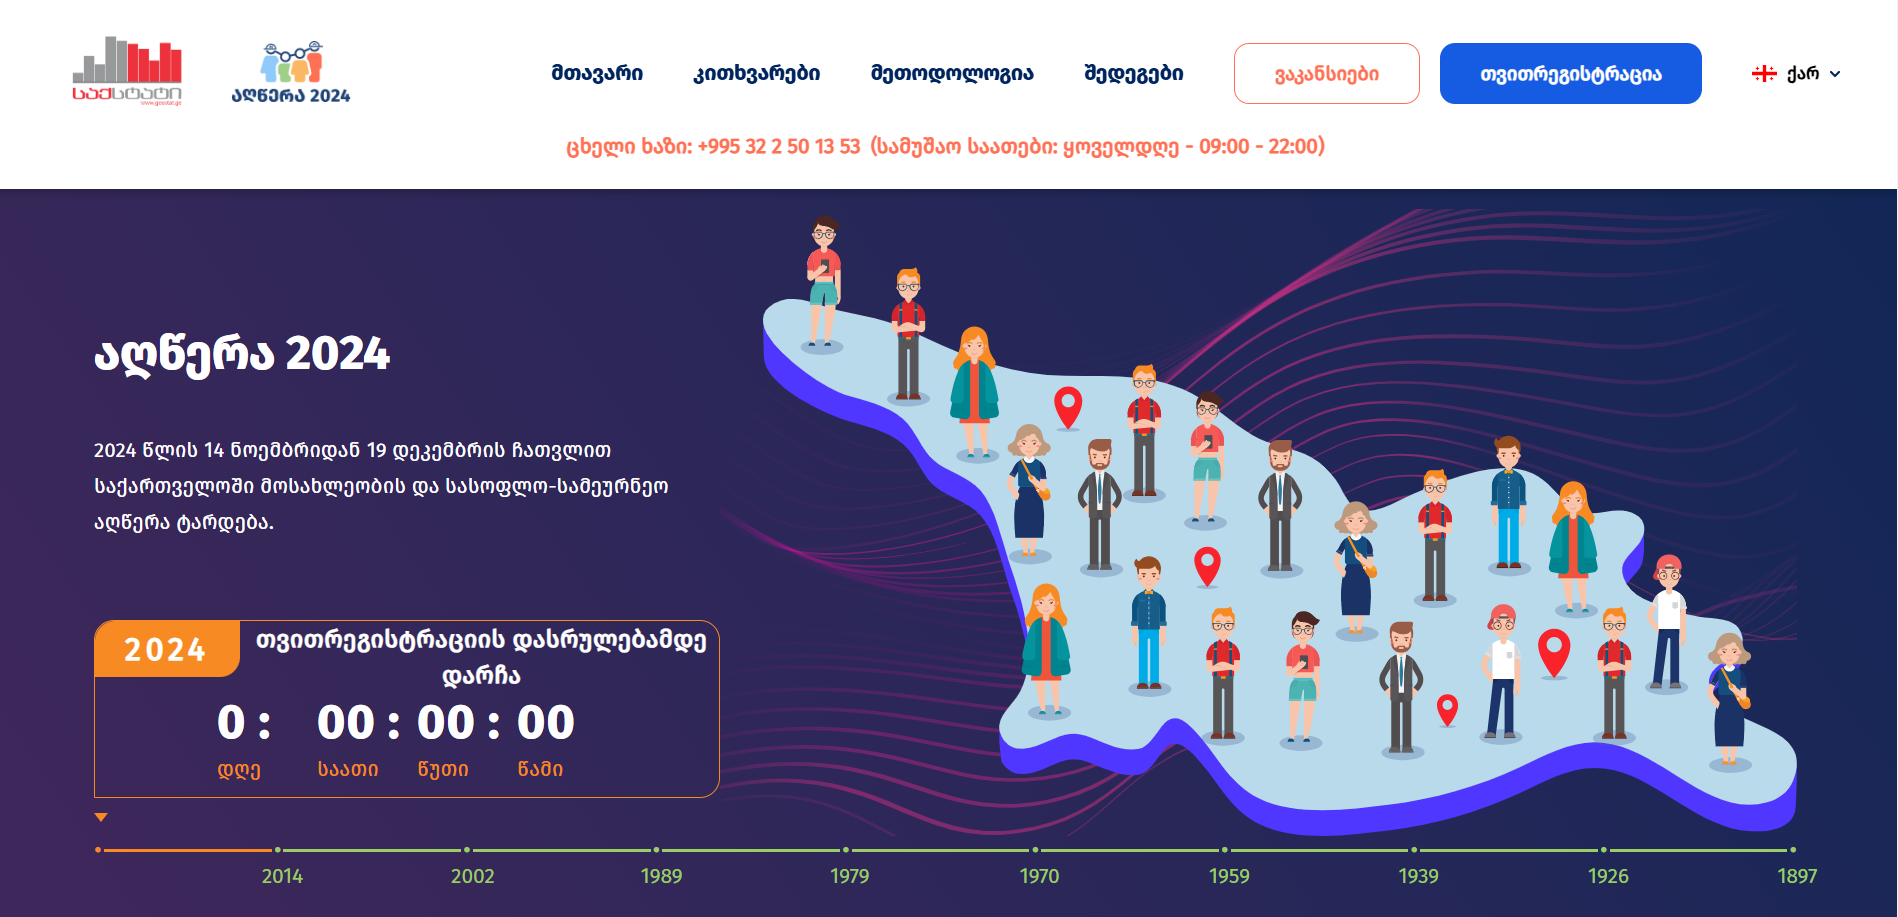 საქსტატი
www.geostat.ge
აღწერა 2024
მთავარი
კითხვარები
მეთოდოლოგია
შედეგები
ვაკანსიები
თვითრეგისტრაცია
ქარ
ცხელი ხაზი: +995 32 2 50 13 53 (სამუშაო საათები: ყოველდღე - 09:00 - 22:00)
აღწერა 2024
2024 წლის 14 ნოემბრიდან 19 დეკემბრის ჩათვლით
საქართველოში მოსახლეობის და სასოფლო-სამეურნეო
აღწერა ტარდება.
2024
თვითრეგისტრაციის დასრულებამდე
დარჩა
0 : 00 : 00 : 00
დღე საათი წუთი წამი
2014 2002 1989 1979 1970 1959 1939 1926 1897